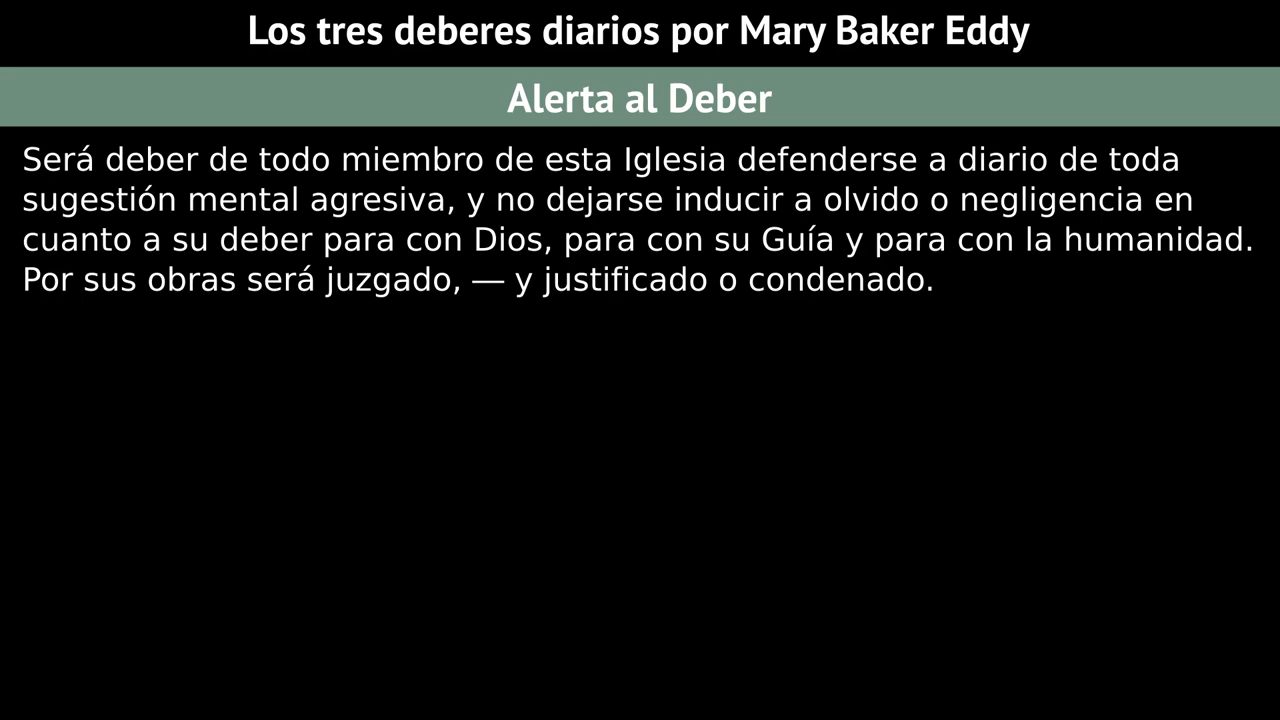 Los tres deberes diarios por Mary Baker Eddy
Alerta al Deber
Será deber de todo miembro de esta Iglesia defenderse a diario de toda
sugestión mental agresiva, y no dejarse inducir a olvido o negligencia en
cuanto a su deber para con Dios, para con su Guía y para con la humanidad.
Por sus obras será juzgado, — y justificado o condenado.